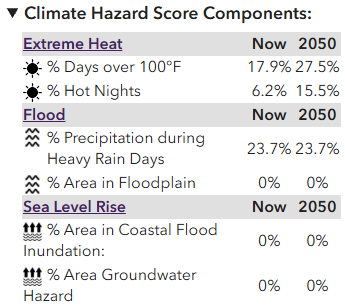 ▼ Climate Hazard Score Components:
Extreme Heat Now 2050
% Days over 100°F 17.9% 27.5%
% Hot Nights 6.2% 15.5%
Flood Now 2050
% Precipitation during
Heavy Rain Days 23.7% 23.7%
% Area in Floodplain 0% 0%
Sea Level Rise Now 2050
% Area in Coastal Flood
Inundation: 0% 0%
% Area Groundwater
Hazard 0% 0%